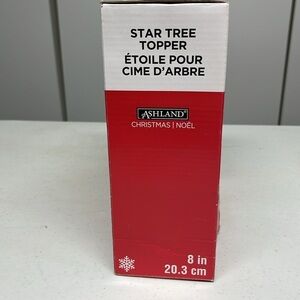 STAR TREE
TOPPER
ÉTOILE POUR
CIME D'ARBRE
ASHLAND
CHRISTMAS | NOËL
8 in
20.3 cm